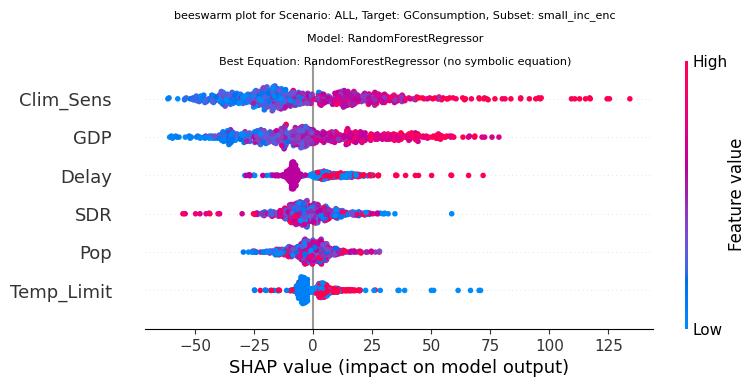 beeswarm plot for Scenario: ALL, Target: GConsumption, Subset: small_inc_enc
Model: RandomForestRegressor
Best Equation: RandomForestRegressor (no symbolic equation)
High
Clim_Sens
GDP
Delay
SDR
Pop
Temp_Limit
Feature value
Low
−50 −25 0 25 50 75 100 125
SHAP value (impact on model output)